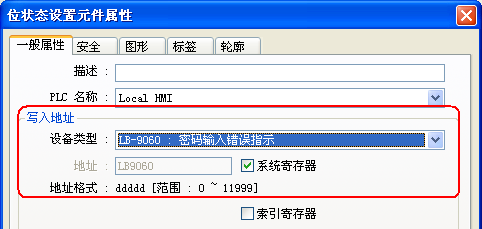 位状态设置元件属性
一般属性 安全 图形 标签 轮廓
描述 :
PLC 名称 : Local HMI
写入地址
设备类型 : LB-9060 : 密码输入错误指示
地址 : LB9060 系统寄存器
地址格式 : ddddd [范围 : 0 ~ 11999]
索引寄存器